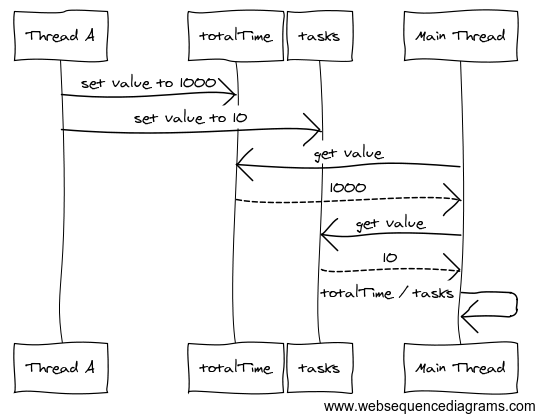 Thread A totalTime tasks Main Thread
set value to 1000
set value to 10
get value
1000
get value
10
totalTime / tasks
Thread A totalTime tasks Main Thread
www.websequencediagrams.com